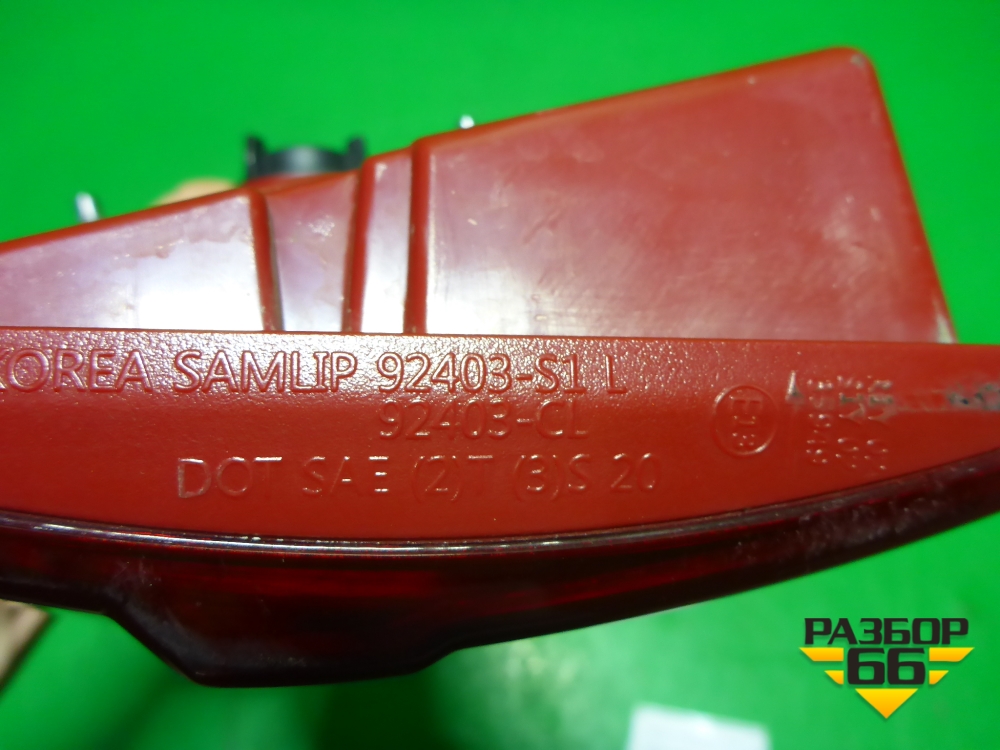 KOREA SAMLIP 92403-S1 L
92403-CL
DOT SAE (2)T (3)S 20
РАЗБОР
66